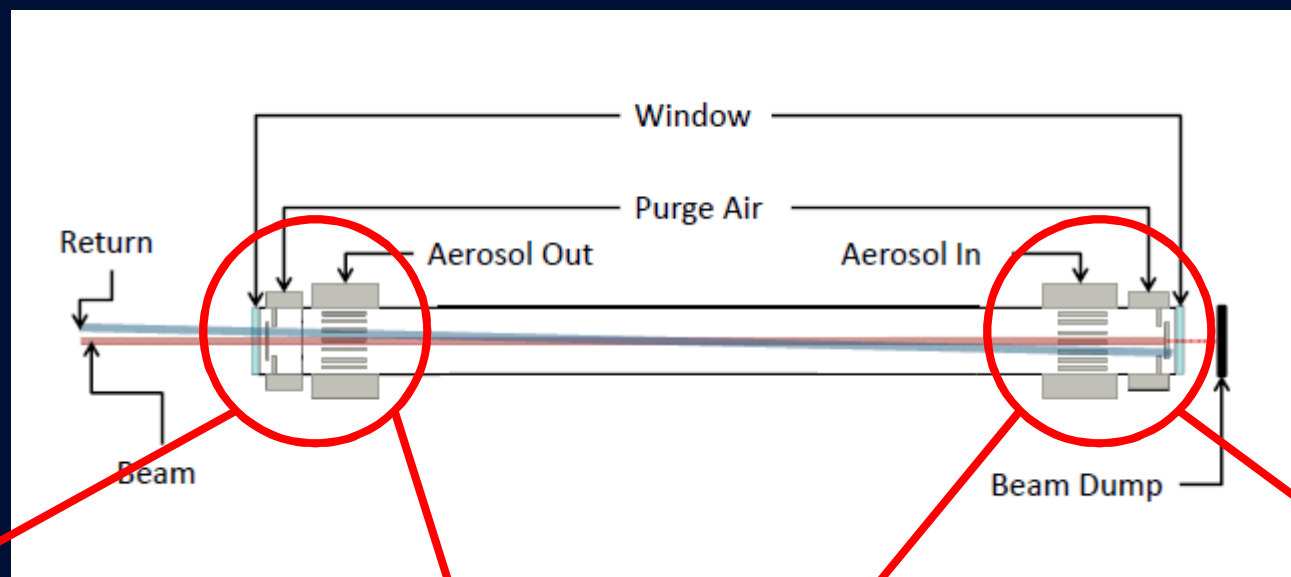 Window
Purge Air
Return
Aerosol Out
Aerosol In
Beam
Beam Dump